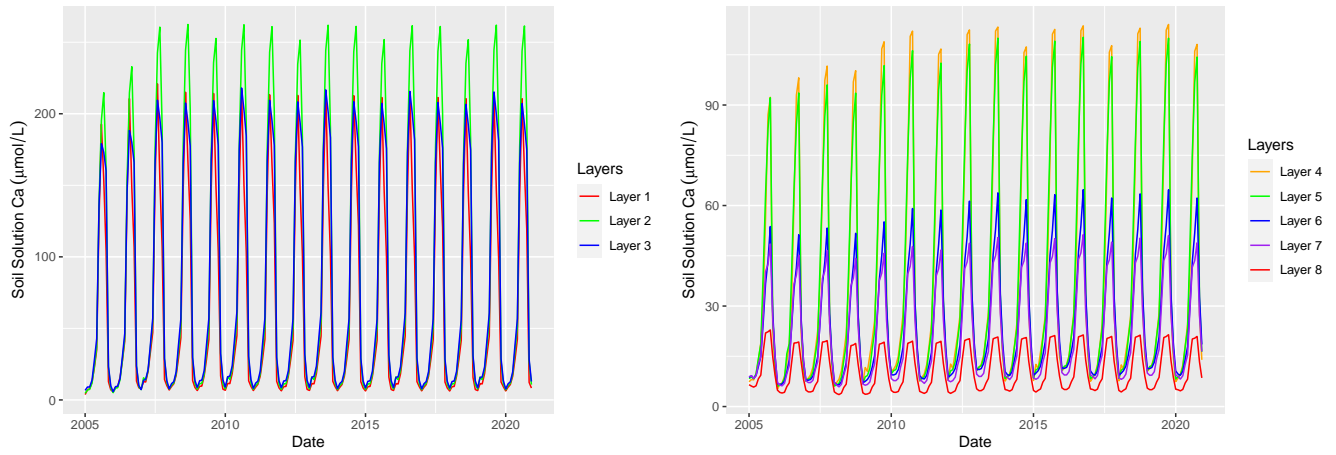 Soil Solution Ca (μmol/L)
200
100
0
2005
2010
2015
2020
Date
Layers
Layer 1
Layer 2
Layer 3
Soil Solution Ca (μmol/L)
90
60
30
0
2005
2010
2015
2020
Date
Layers
Layer 4
Layer 5
Layer 6
Layer 7
Layer 8